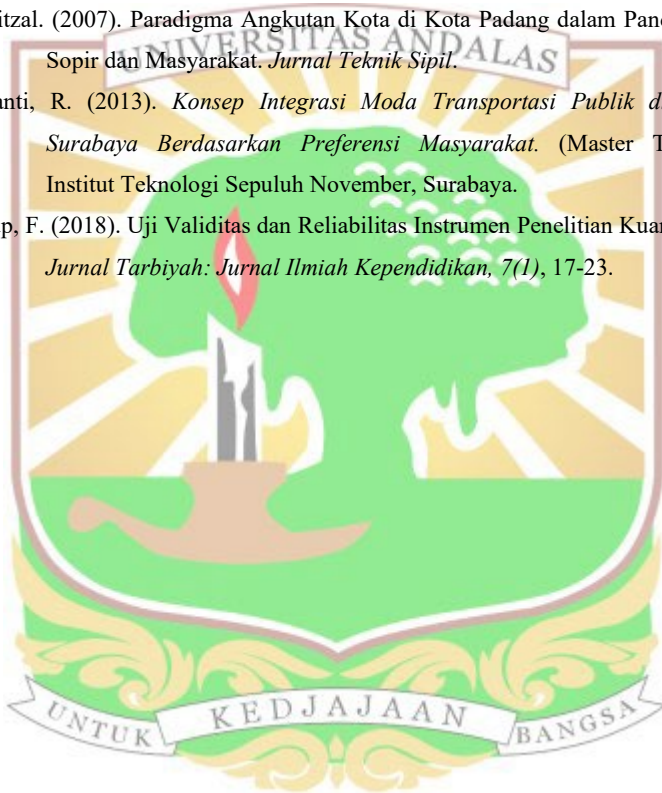 itzal. (2007). Paradigma Angkutan Kota di Kota Padang dalam Pand
Sopir dan Masyarakat. Jurnal Teknik Sipil.
UNIVERSITAS ANDALAS
anti, R. (2013). Konsep Integrasi Moda Transportasi Publik d
Surabaya Berdasarkan Preferensi Masyarakat. (Master T
Institut Teknologi Sepuluh November, Surabaya.
p, F. (2018). Uji Validitas dan Reliabilitas Instrumen Penelitian Kuan
Jurnal Tarbiyah: Jurnal Ilmiah Kependidikan, 7(1), 17-23.
UNTUK KEDJAJAAN BANGSA